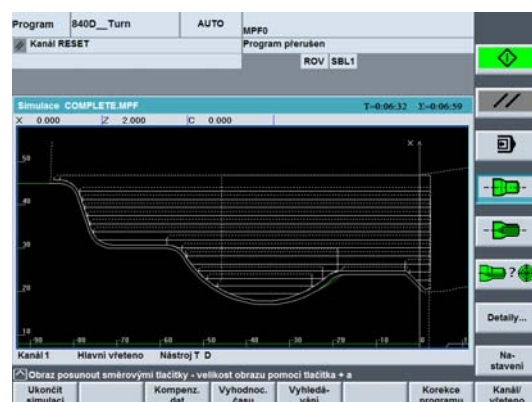 Program 840D__Turn AUTO MPF0
Kanál RESET Program přerušen
ROV SBL1
Simulace COMPLETE.MPF T=0:06:32 Σ=0:06:59
X 0.000 Z 2.000 C 0.000
X
50
40
30
20
10
-90 -80 -70 -60 -50 -40 -30 -20 -10 0
Kanál 1 Hlavní vřeteno Nástroj T D
Obraz posunout směrovými tlačítky - velikost obrazu pomocí tlačítka + a
?
Detaily...
Na-
stavení
Ukončit Kompenz. Vyhodnoc. Vyhledá- Korekce Kanál/
simulaci dat času vání programu vřeteno